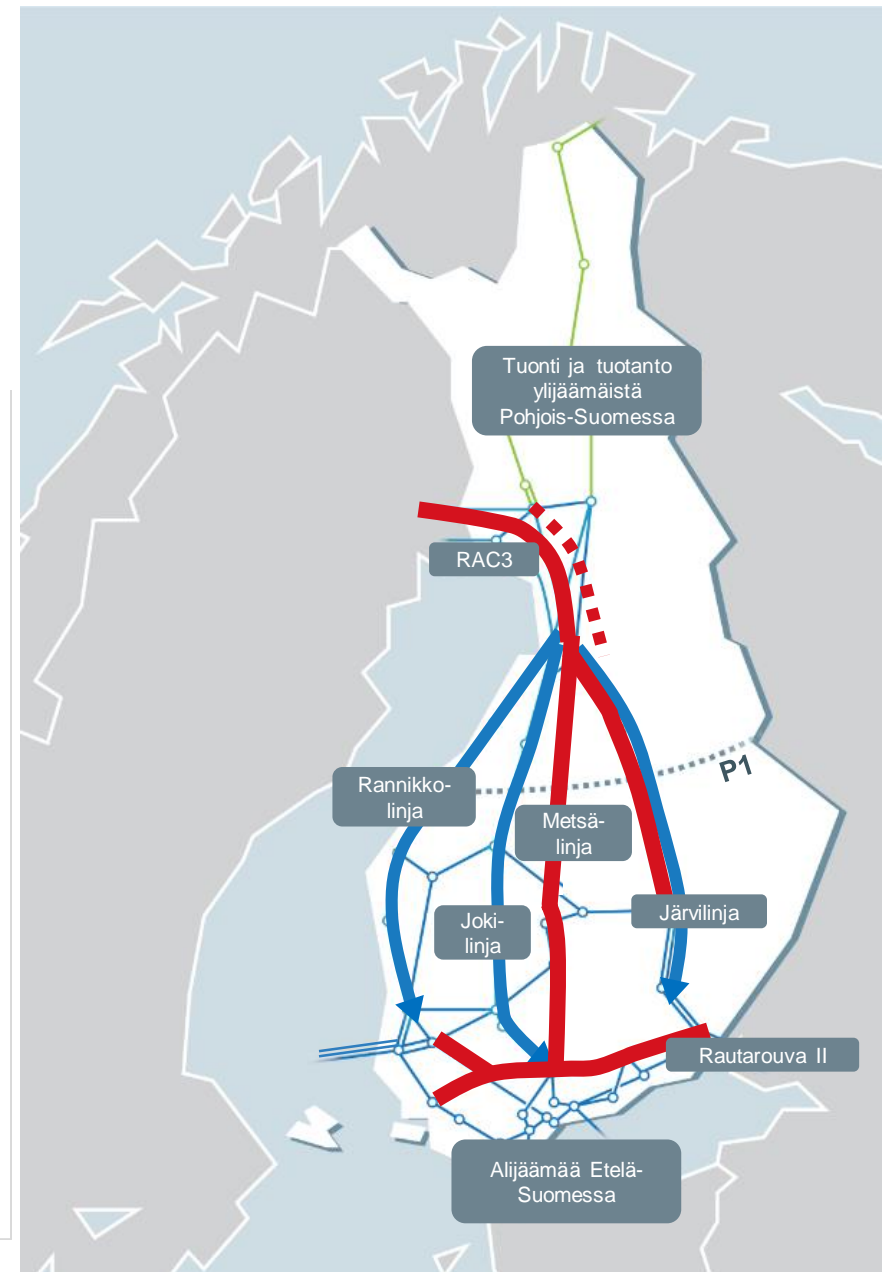 Tuonti ja tuotanto
ylijäämäistä
Pohjois-Suomessa
RAC3
P1
Rannikko-
linja
Metsä-
linja
Joki-
linja
Järvilinja
Rautarouva II
Alijäämää Etelä-
Suomessa